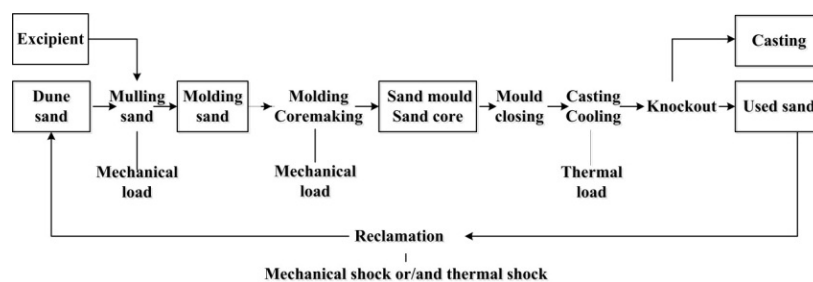 Excipient
Casting
Dune
sand
Mulling
sand
Molding
sand
Molding
Coremaking
Sand mould
Sand core
Mould
closing
Casting
Cooling
Knockout
Used sand
Mechanical
load
Mechanical
load
Thermal
load
Reclamation
Mechanical shock or/and thermal shock